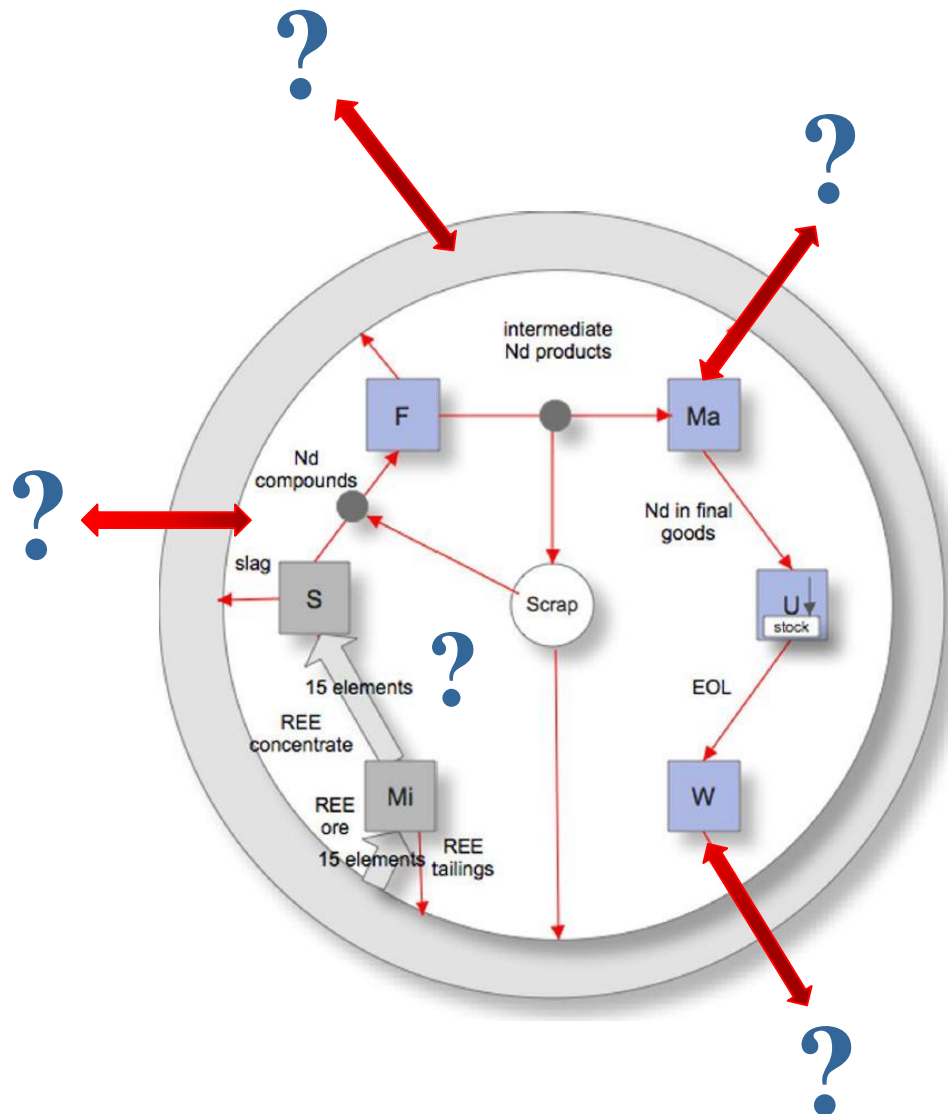 ?
?
intermediate
Nd products
F
Ma
Nd
compounds
?
Nd in final
goods
slag
S
Scrap
U
stock
?
15 elements
EOL
REE
concentrate
Mi
W
REE
ore
15 elements
REE
tailings
?